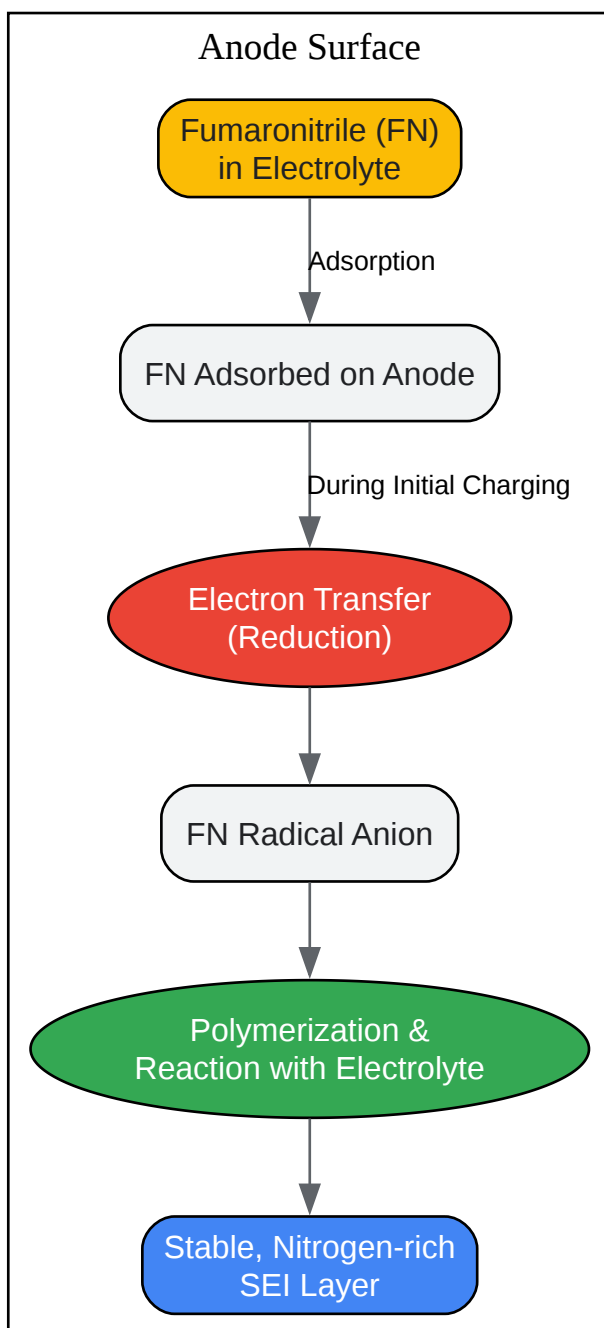 Anode Surface
Fumaronitrile (FN)
in Electrolyte
Adsorption
FN Adsorbed on Anode
During Initial Charging
Electron Transfer
(Reduction)
FN Radical Anion
Polymerization &
Reaction with Electrolyte
Stable, Nitrogen-rich
SEI Layer